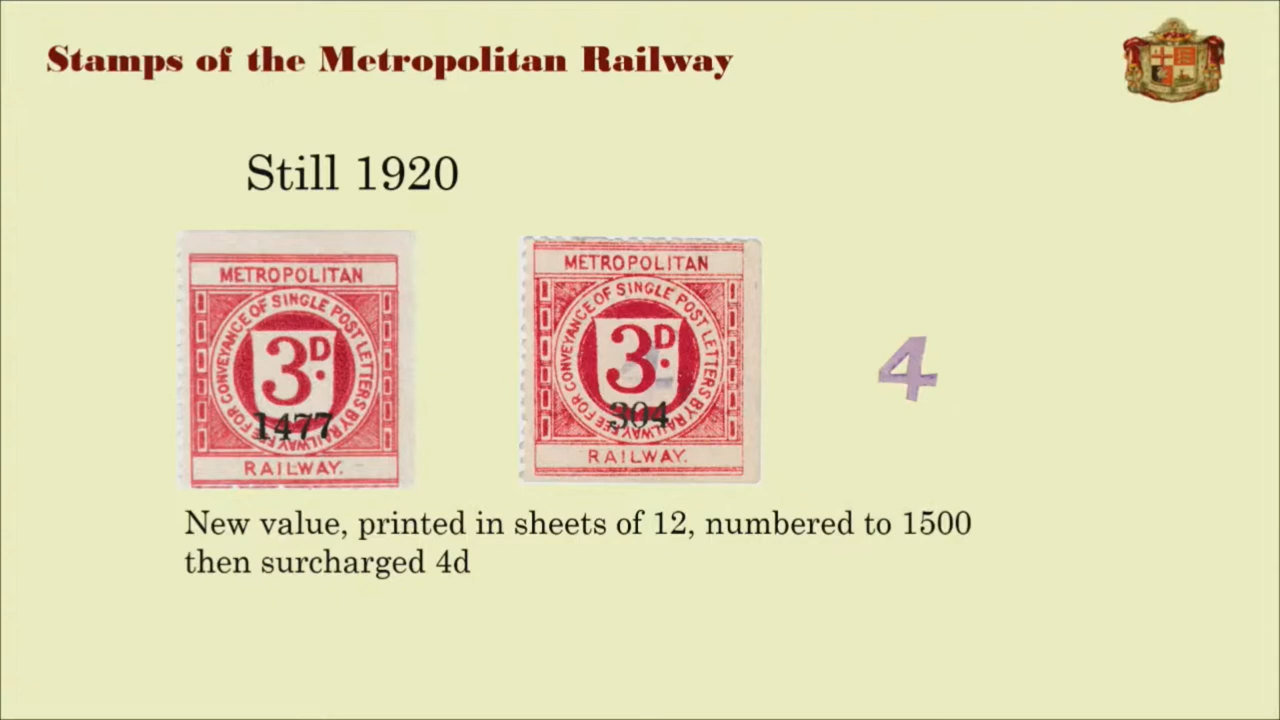 Stamps of the Metropolitan Railway
Still 1920
METROPOLITAN
FEE FOR CONVEYANCE OF SINGLE POST LETTERS BY RAILWAY
3D.
1477
RAILWAY.
METROPOLITAN
FEE FOR CONVEYANCE OF SINGLE POST LETTERS BY RAILWAY
3D.
304
RAILWAY.
4
New value, printed in sheets of 12, numbered to 1500
then surcharged 4d